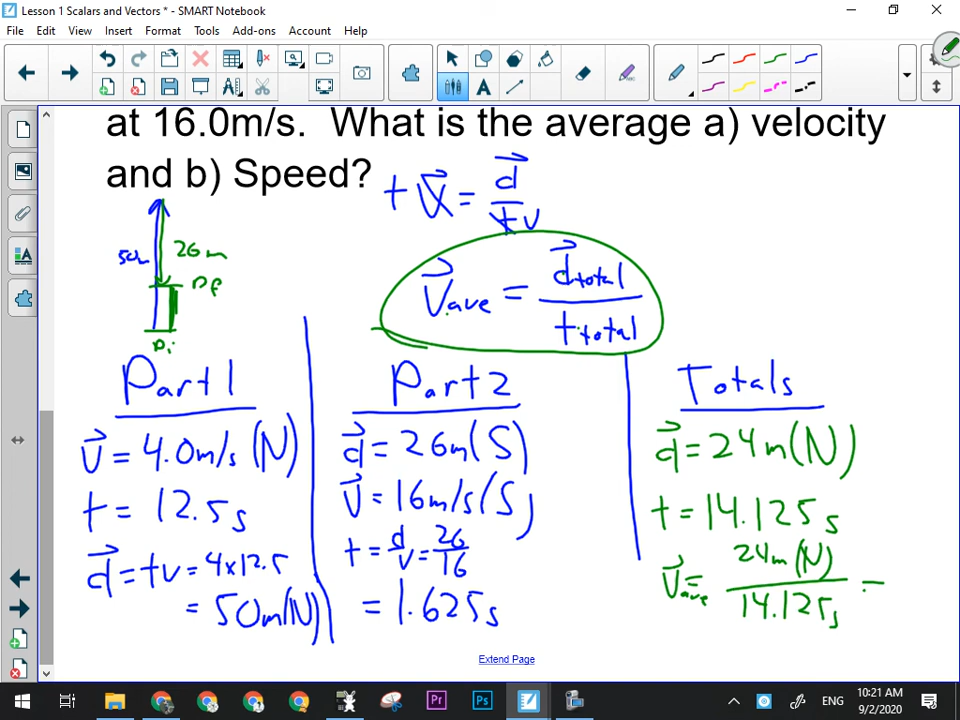 Lesson 1 Scalars and Vectors * - SMART Notebook
File Edit View Insert Format Tools Add-ons Account Help
at 16.0m/s. What is the average a) velocity
and b) Speed?
t v = d
t v
50m
26m
Df
Di
Vave = dtotal
ttotal
Part 1
v = 4.0m/s (N)
t = 12.5s
d = tv = 4x12.5
= 50m(N)
Part 2
d = 26m(S)
v = 16m/s(S)
t = d/v = 26/16
= 1.625s
Totals
d = 24m(N)
t = 14.125s
Vave = 24m(N)
14.125s =
Extend Page
ENG
10:21 AM
9/2/2020